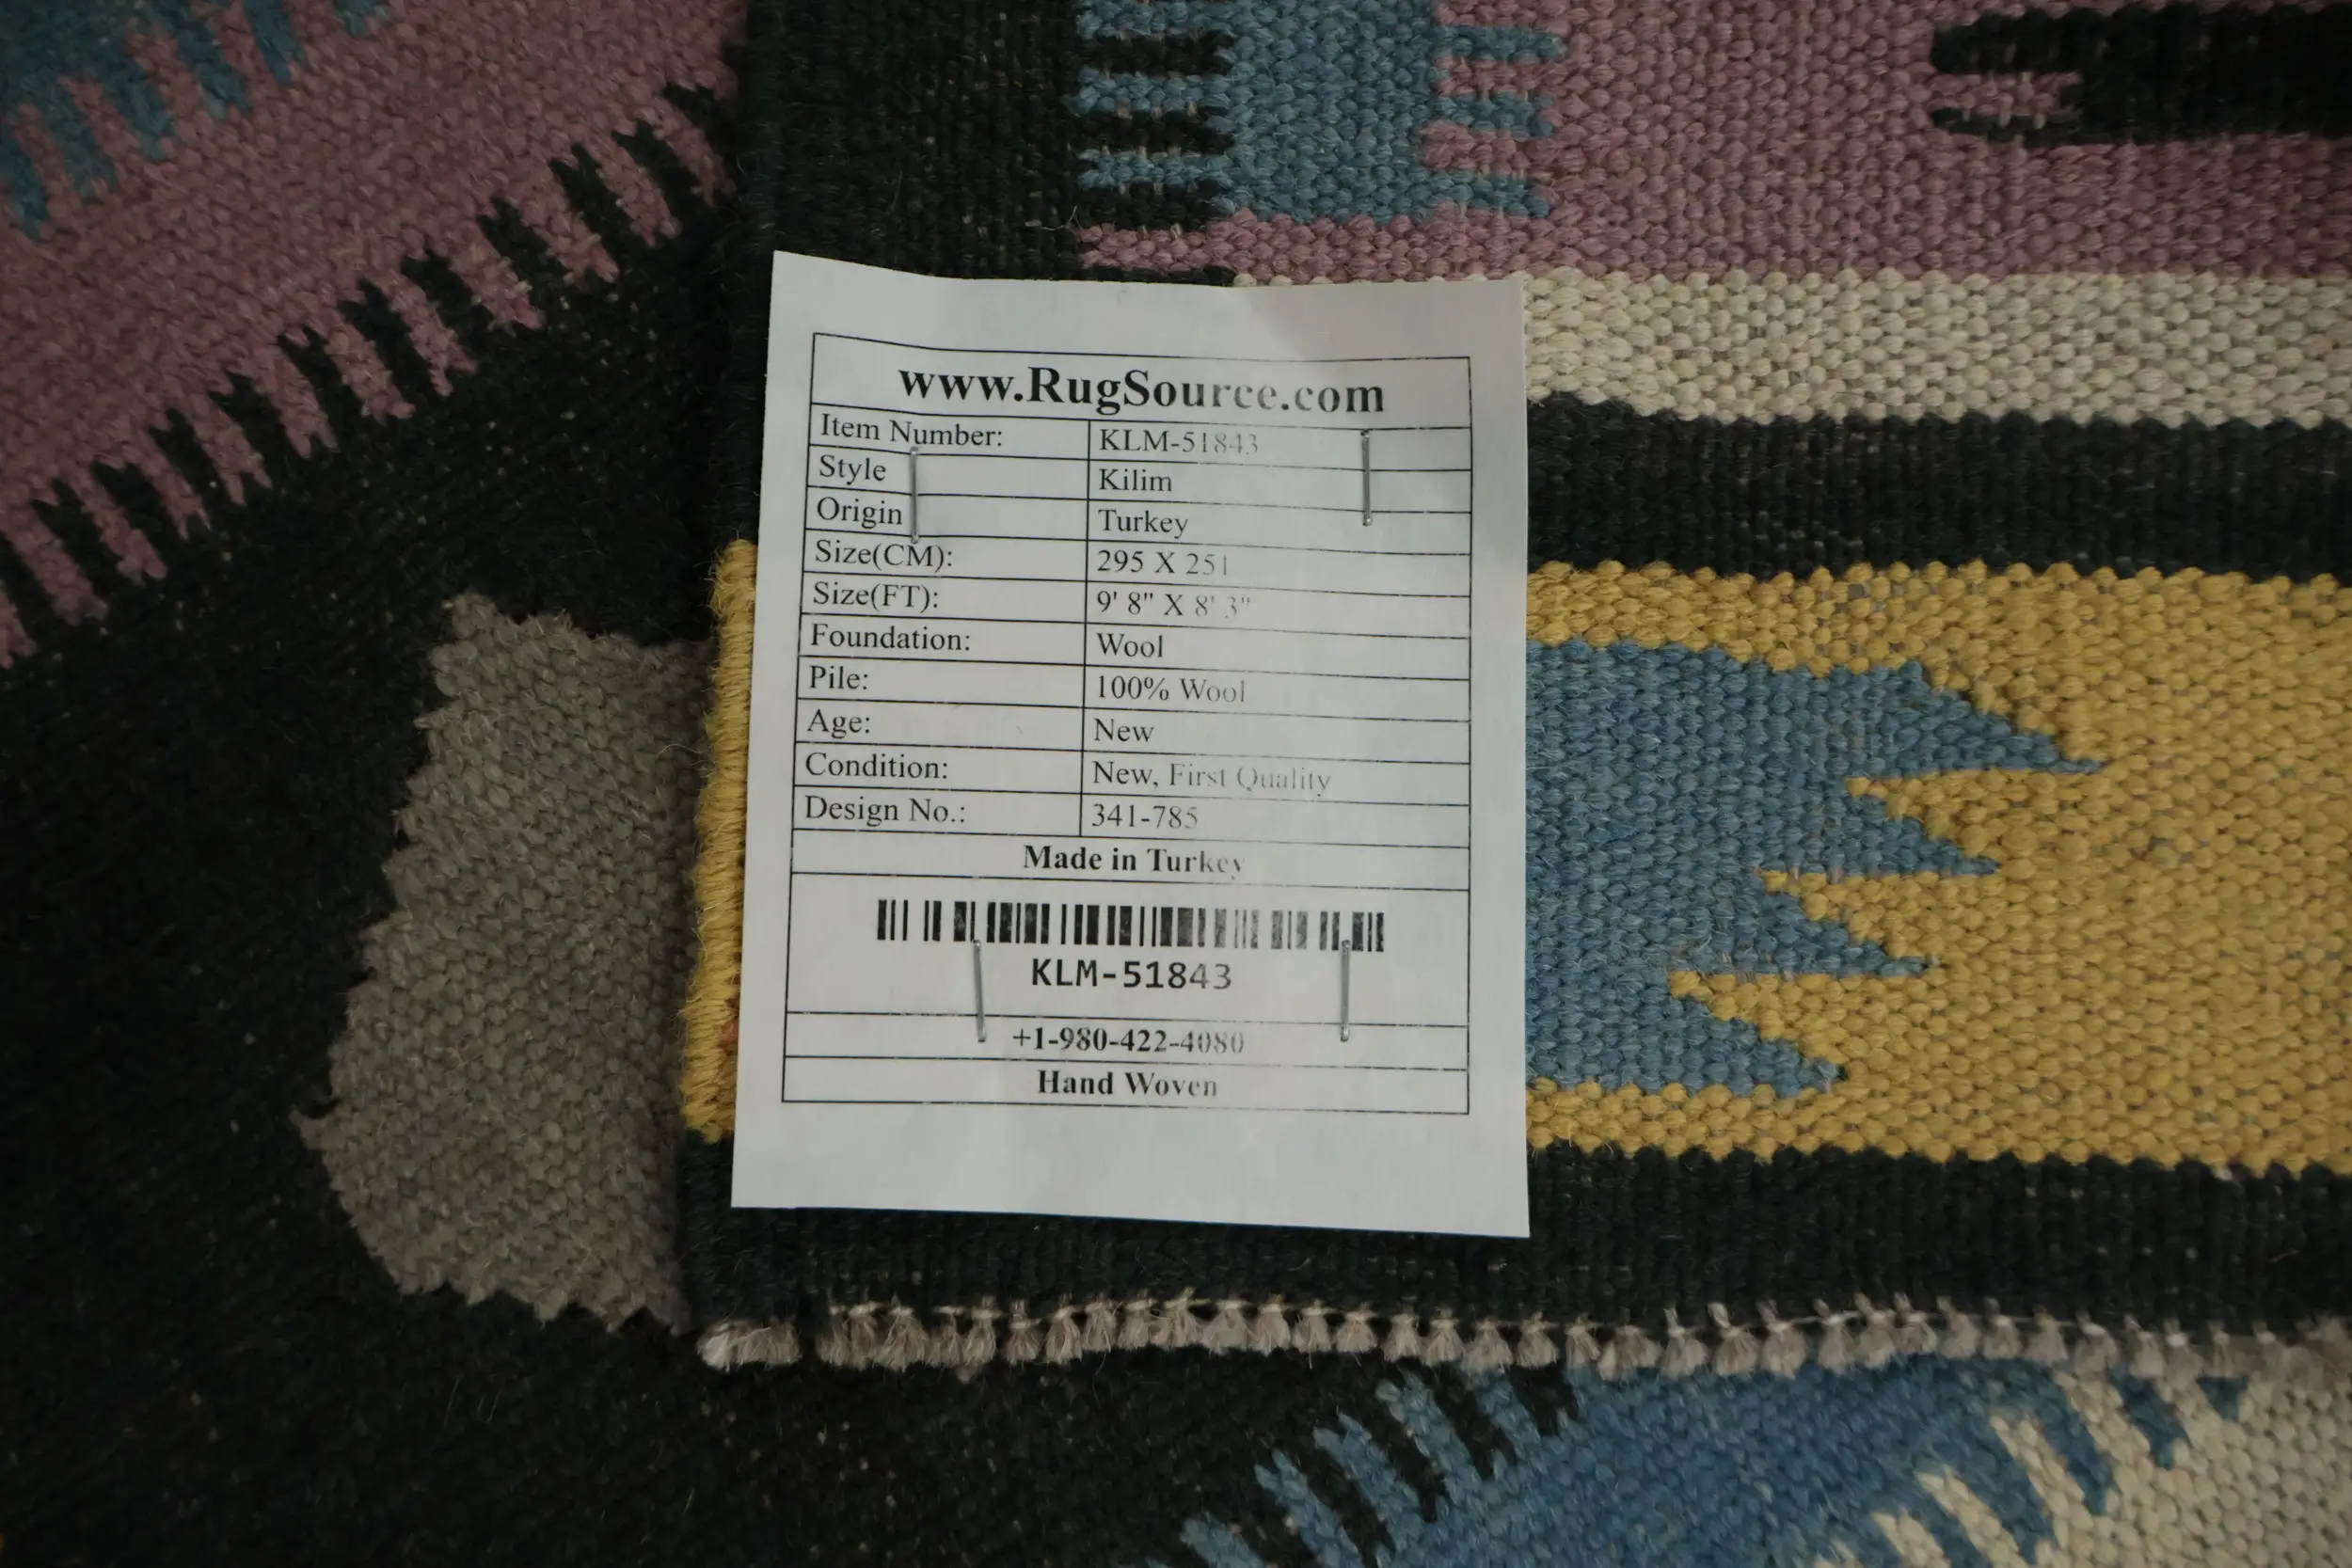 www.RugSource.com
Item Number: KLM-51843
Style Kilim
Origin Turkey
Size(CM): 295 X 251
Size(FT): 9' 8" X 8' 3"
Foundation: Wool
Pile: 100% Wool
Age: New
Condition: New, First Quality
Design No.: 341-785
Made in Turkey
KLM-51843
+1-980-422-4080
Hand Woven